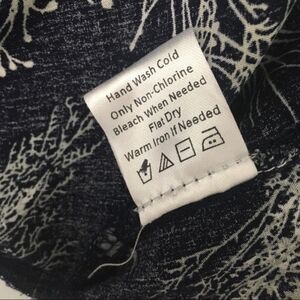 Hand Wash Cold
Only Non-Chlorine
Bleach When Needed
Flat Dry
Warm Iron If Needed